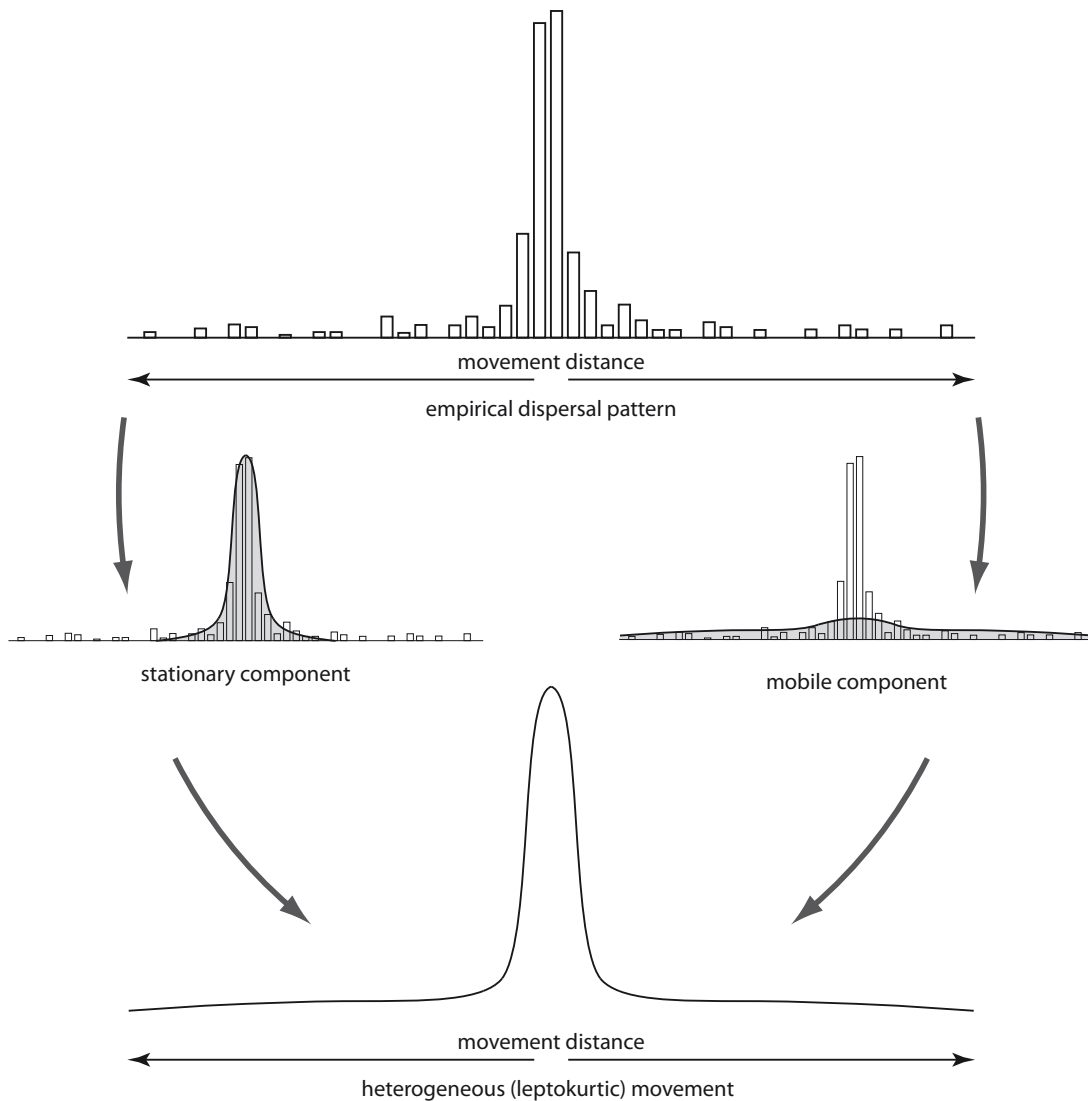 movement distance
empirical dispersal pattern
stationary component
mobile component
movement distance
heterogeneous (leptokurtic) movement